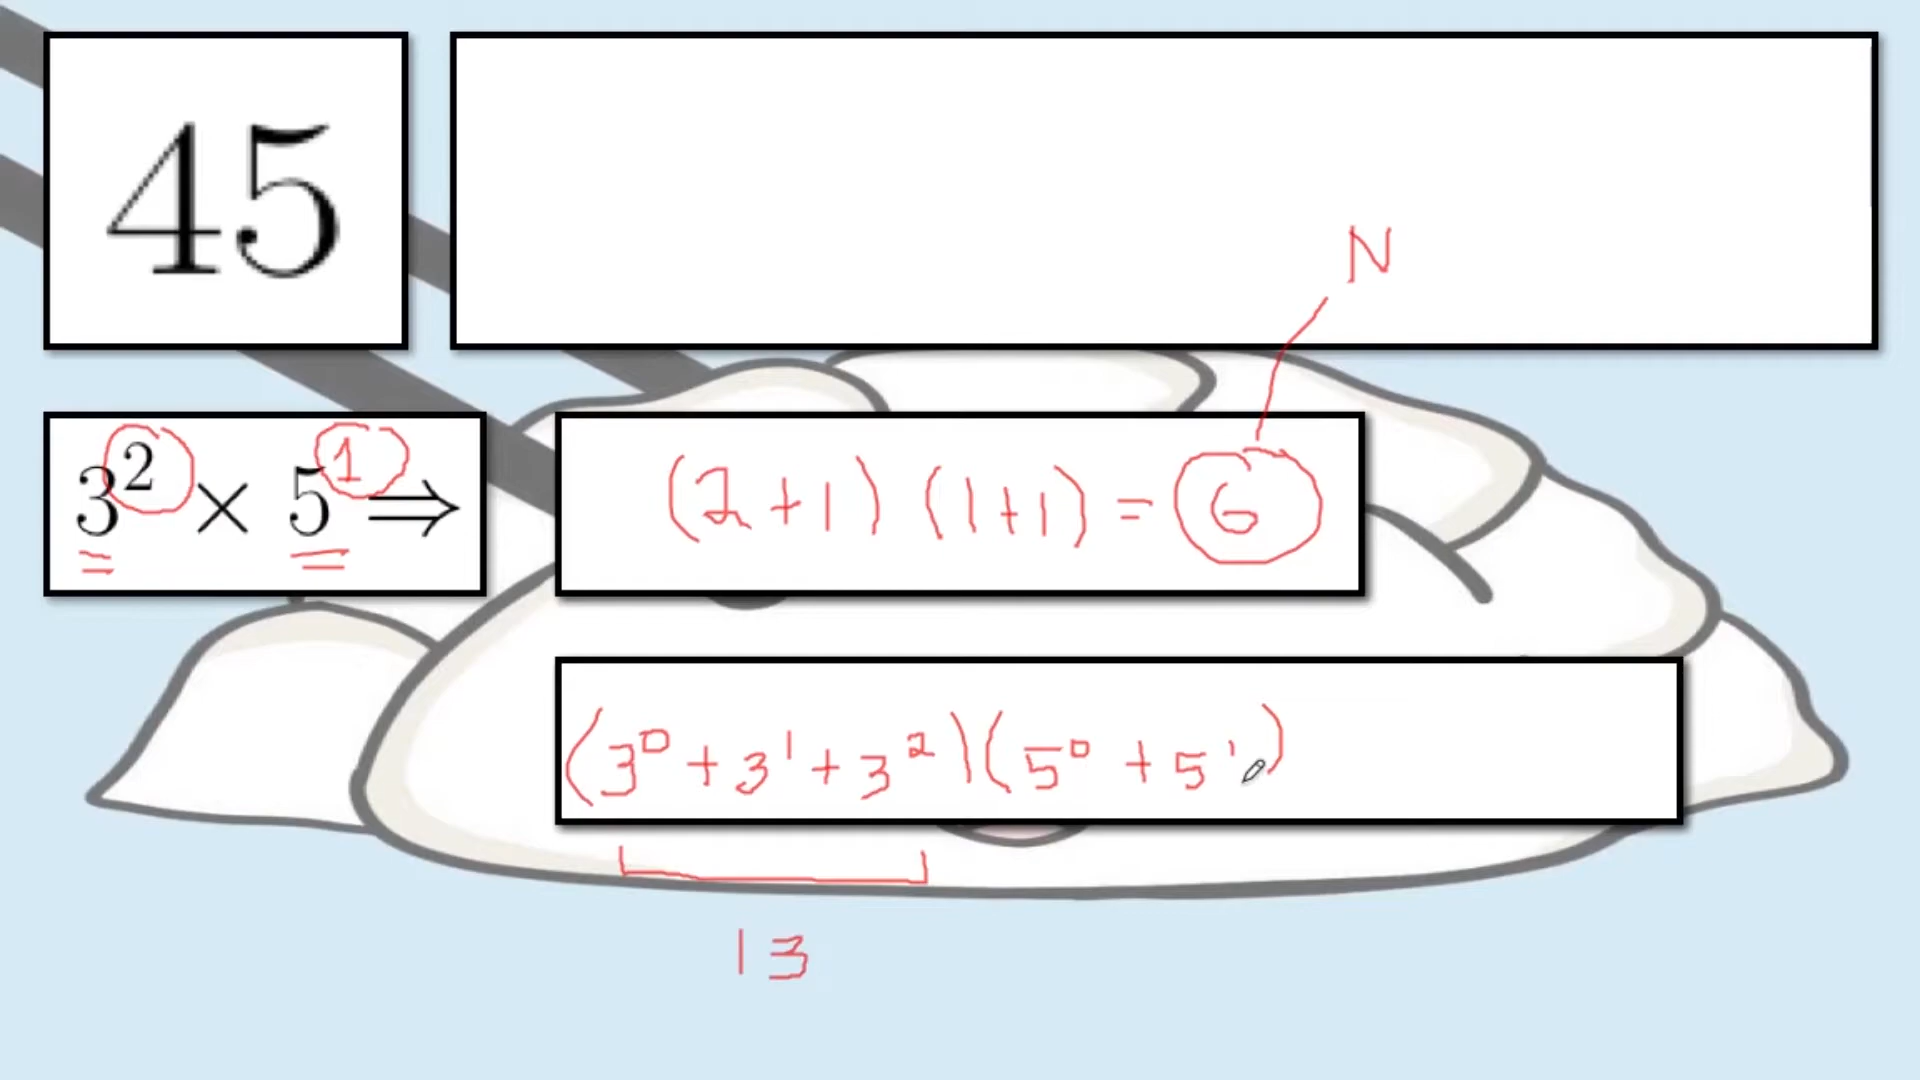 45
N
3² × 5¹ ⇒
(2+1) (1+1) = 6
(3⁰ + 3¹ + 3²)(5⁰ + 5¹)
13